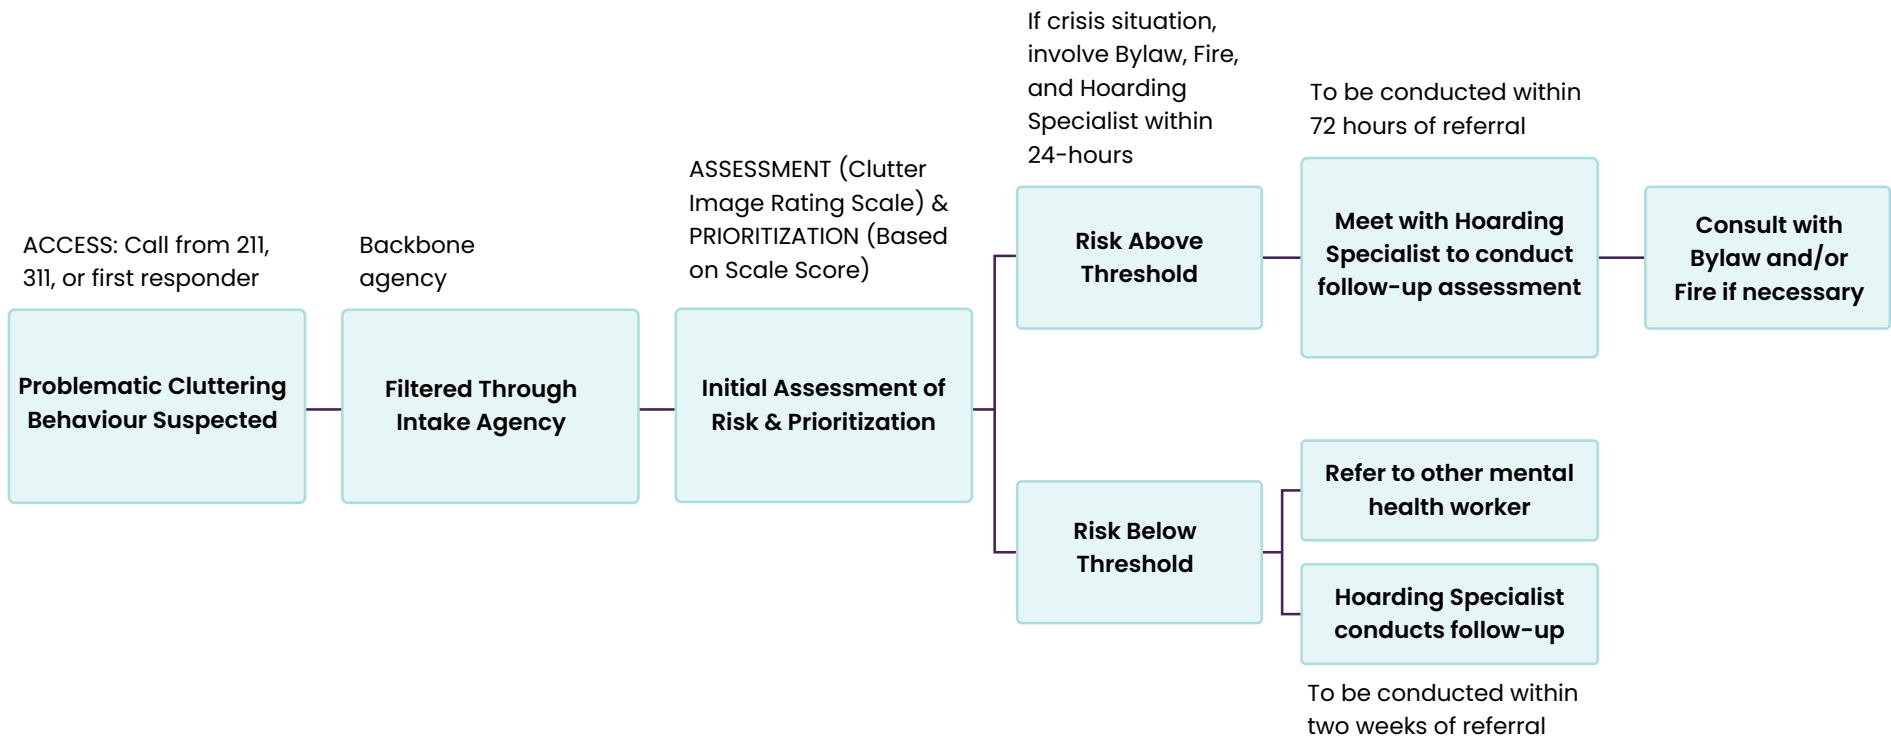 ACCESS: Call from 211,
311, or first responder
Problematic Cluttering
Behaviour Suspected
Backbone
agency
Filtered Through
Intake Agency
ASSESSMENT (Clutter
Image Rating Scale) &
PRIORITIZATION (Based
on Scale Score)
Initial Assessment of
Risk & Prioritization
If crisis situation,
involve Bylaw, Fire,
and Hoarding
Specialist within
24-hours
Risk Above
Threshold
To be conducted within
72 hours of referral
Meet with Hoarding
Specialist to conduct
follow-up assessment
Consult with
Bylaw and/or
Fire if necessary
Risk Below
Threshold
Refer to other mental
health worker
Hoarding Specialist
conducts follow-up
To be conducted within
two weeks of referral